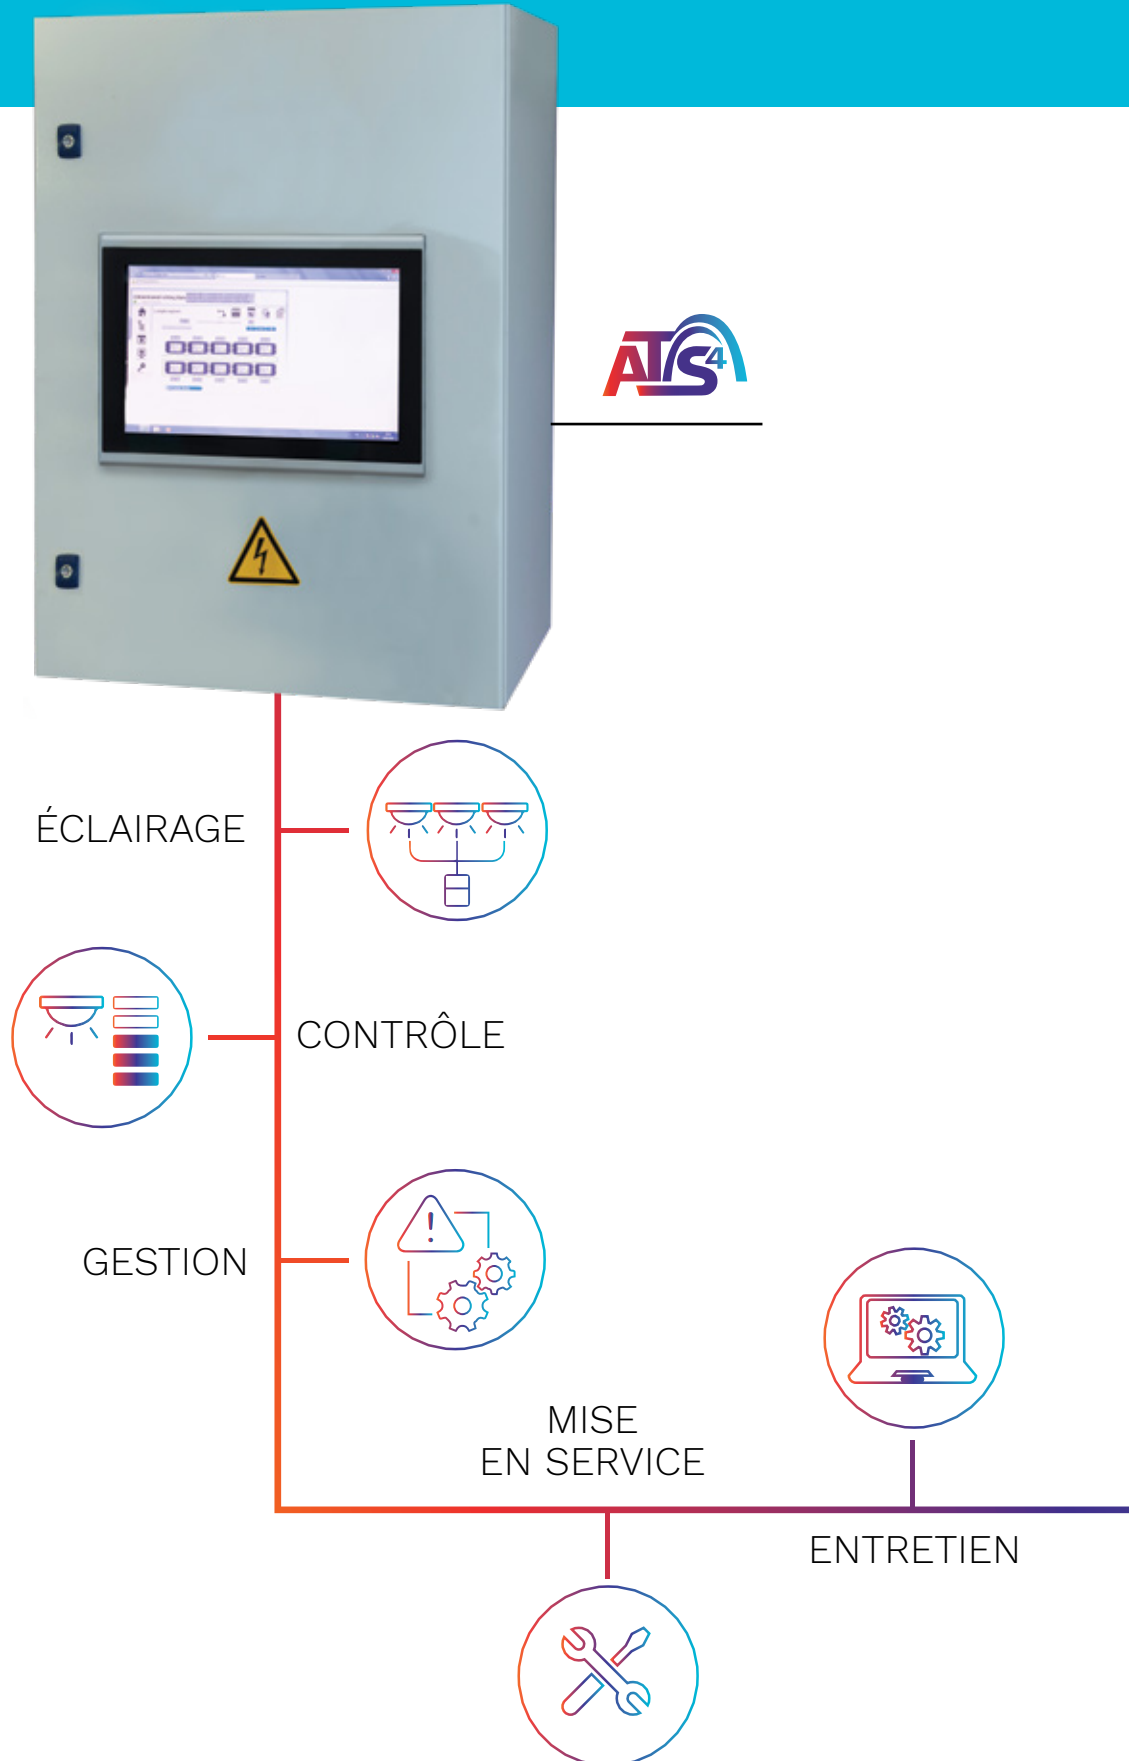 ATS4
ÉCLAIRAGE
CONTRÔLE
GESTION
MISE
EN SERVICE
ENTRETIEN